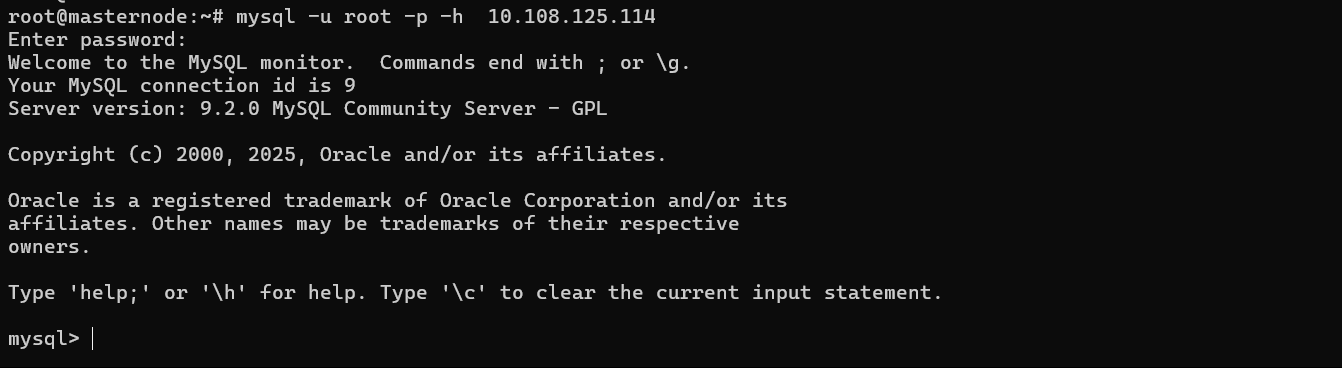 root@masternode:~# mysql -u root -p -h  10.108.125.114
Enter password:
Welcome to the MySQL monitor.  Commands end with ; or \g.
Your MySQL connection id is 9
Server version: 9.2.0 MySQL Community Server - GPL
Copyright (c) 2000, 2025, Oracle and/or its affiliates.
Oracle is a registered trademark of Oracle Corporation and/or its
affiliates. Other names may be trademarks of their respective
owners.
Type 'help;' or '\h' for help. Type '\c' to clear the current input statement.
mysql>